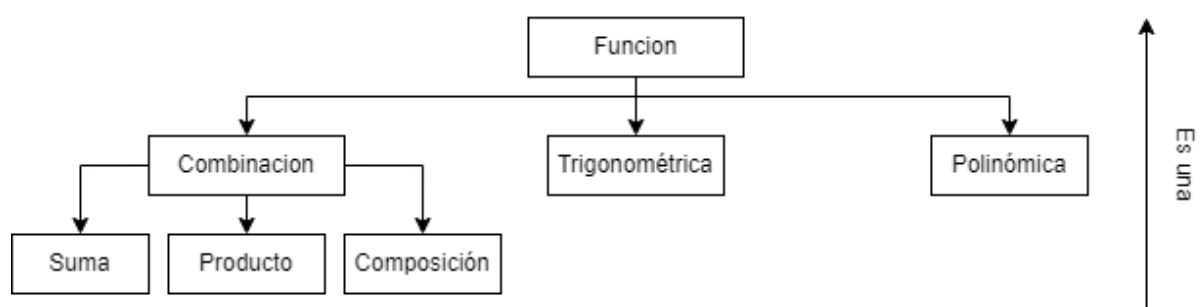 Funcion
Combinacion
Trigonométrica
Polinómica
Es una
Suma
Producto
Composición